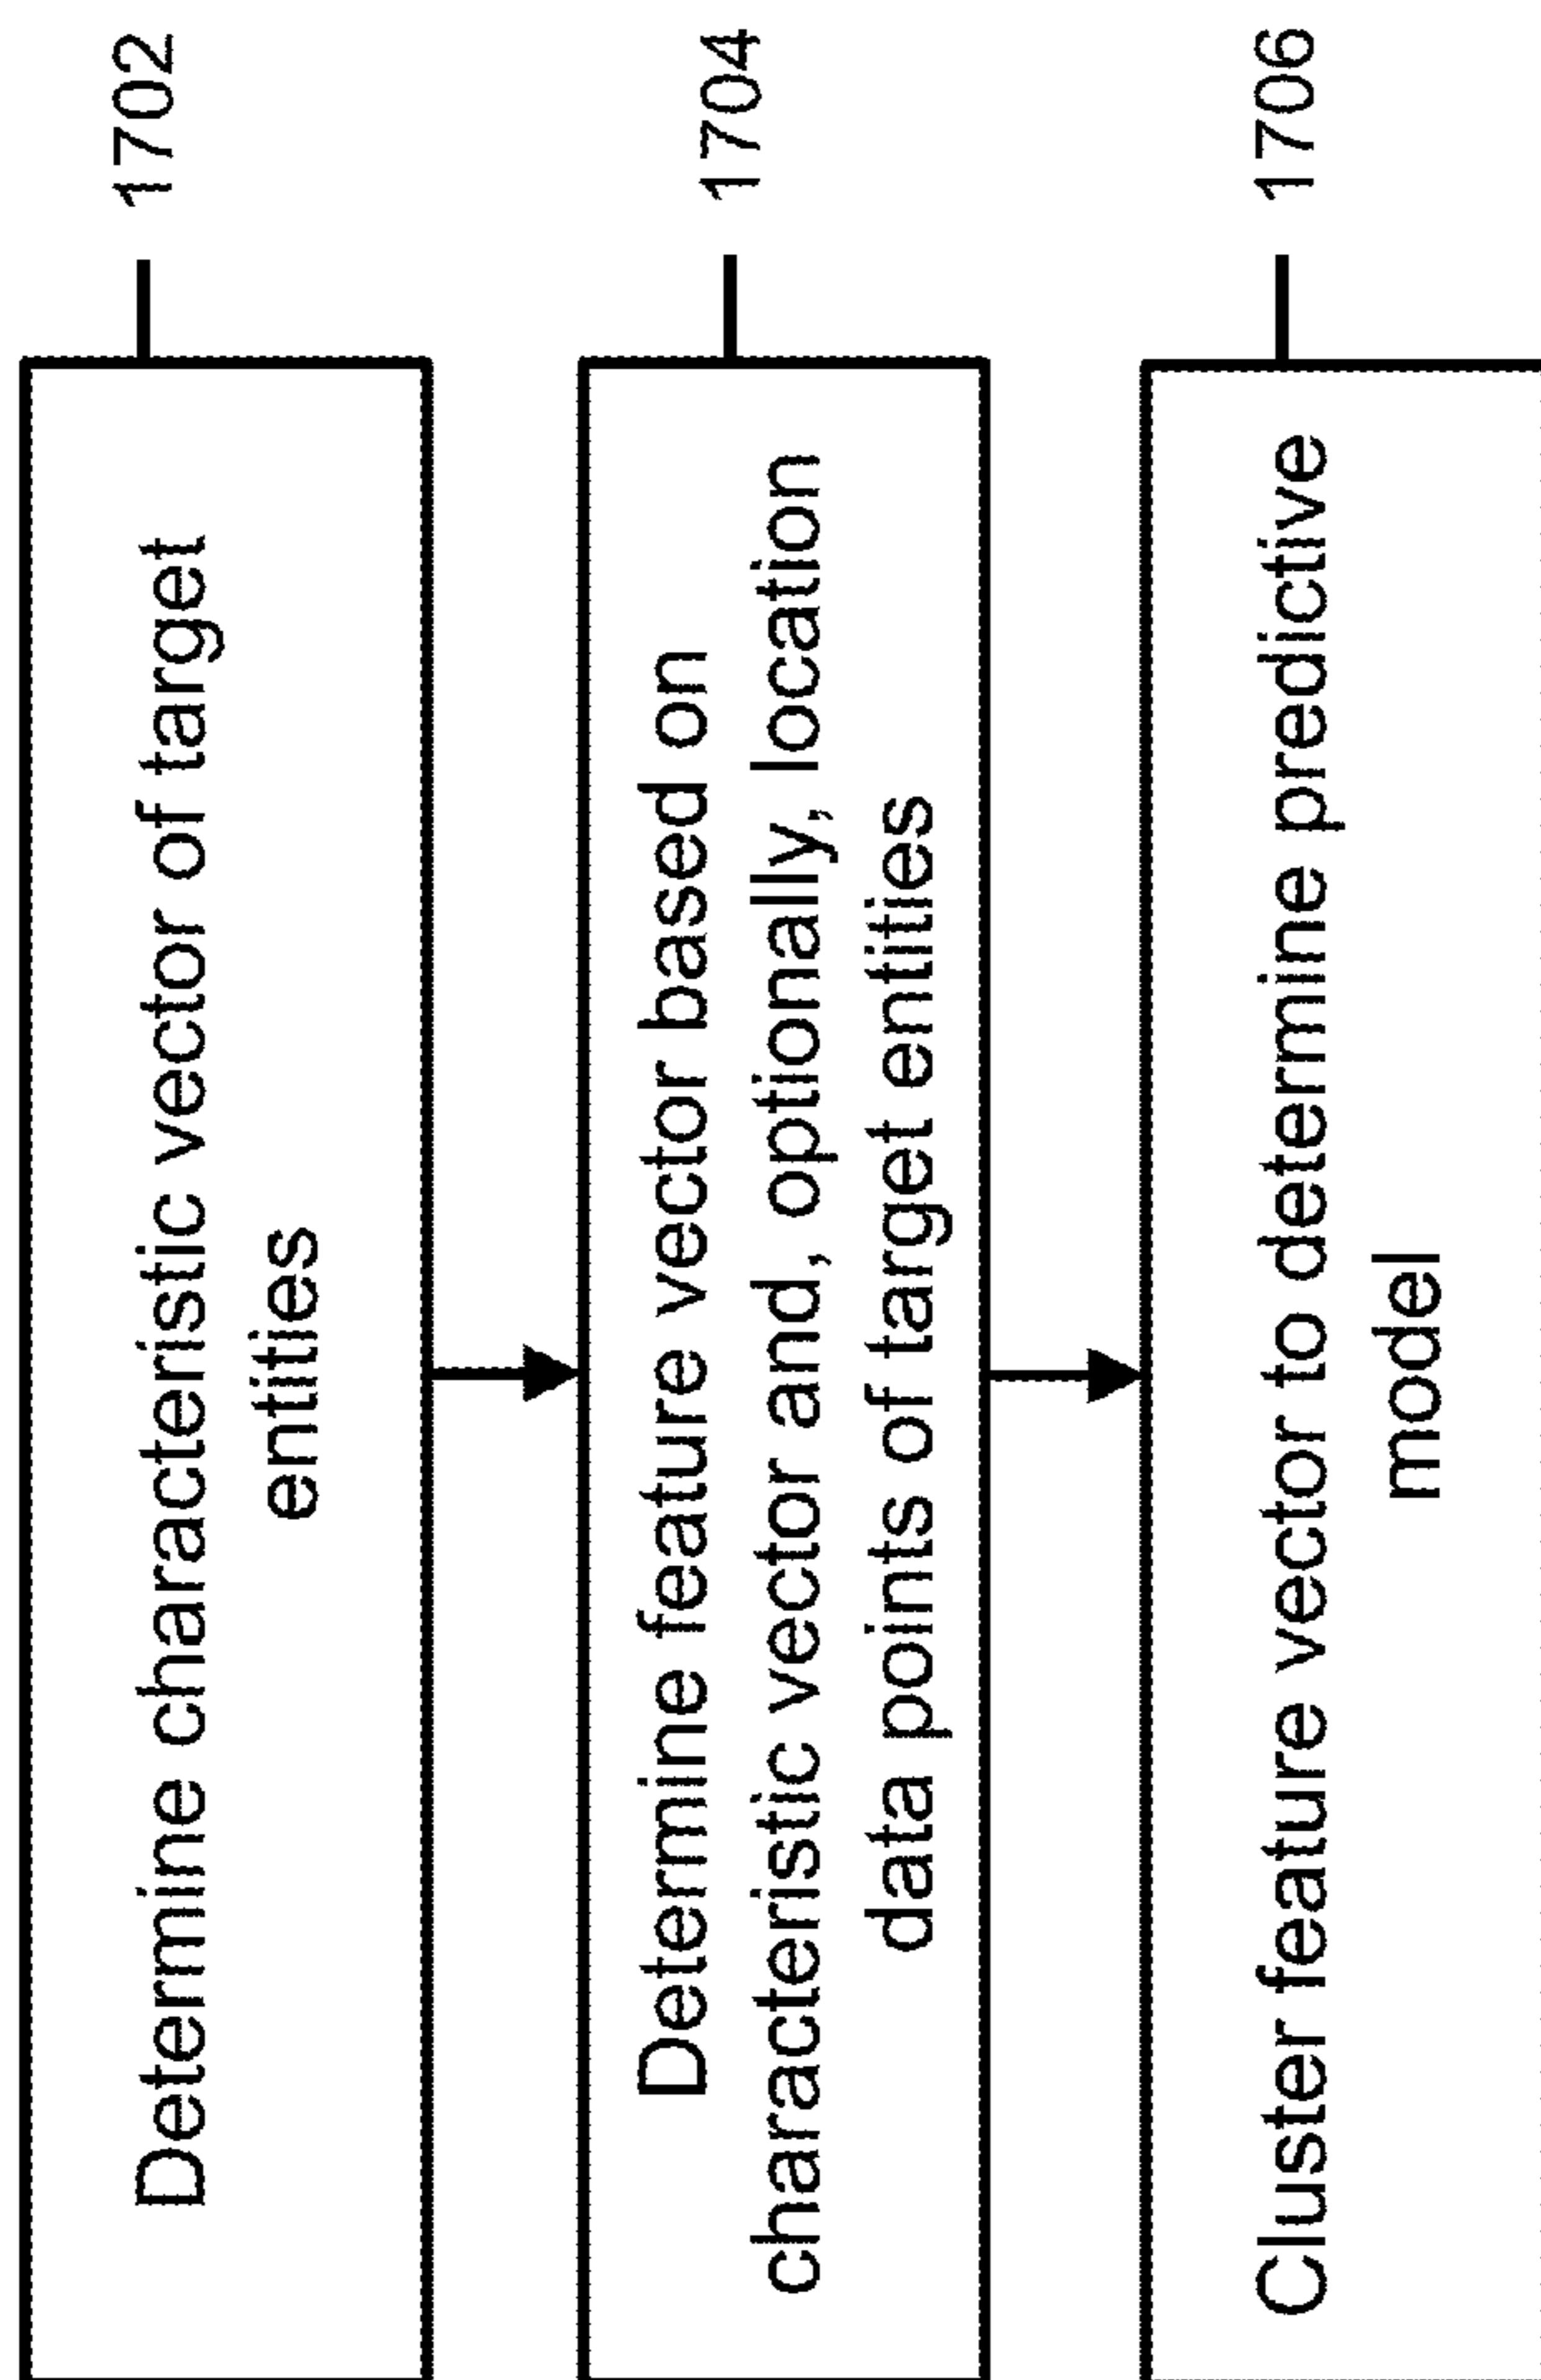 Determine characteristic vector of target
entities
1702
Determine feature vector based on
characteristic vector and, optionally, location
data points of target entities
1704
Cluster feature vector to determine predictive
model
1706